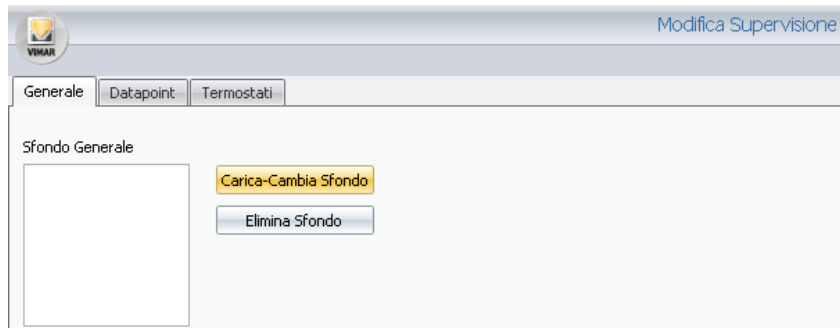 Modifica Supervisione
VIMAR
Generale Datapoint Termostati
Sfondo Generale
Carica-Cambia Sfondo
Elimina Sfondo